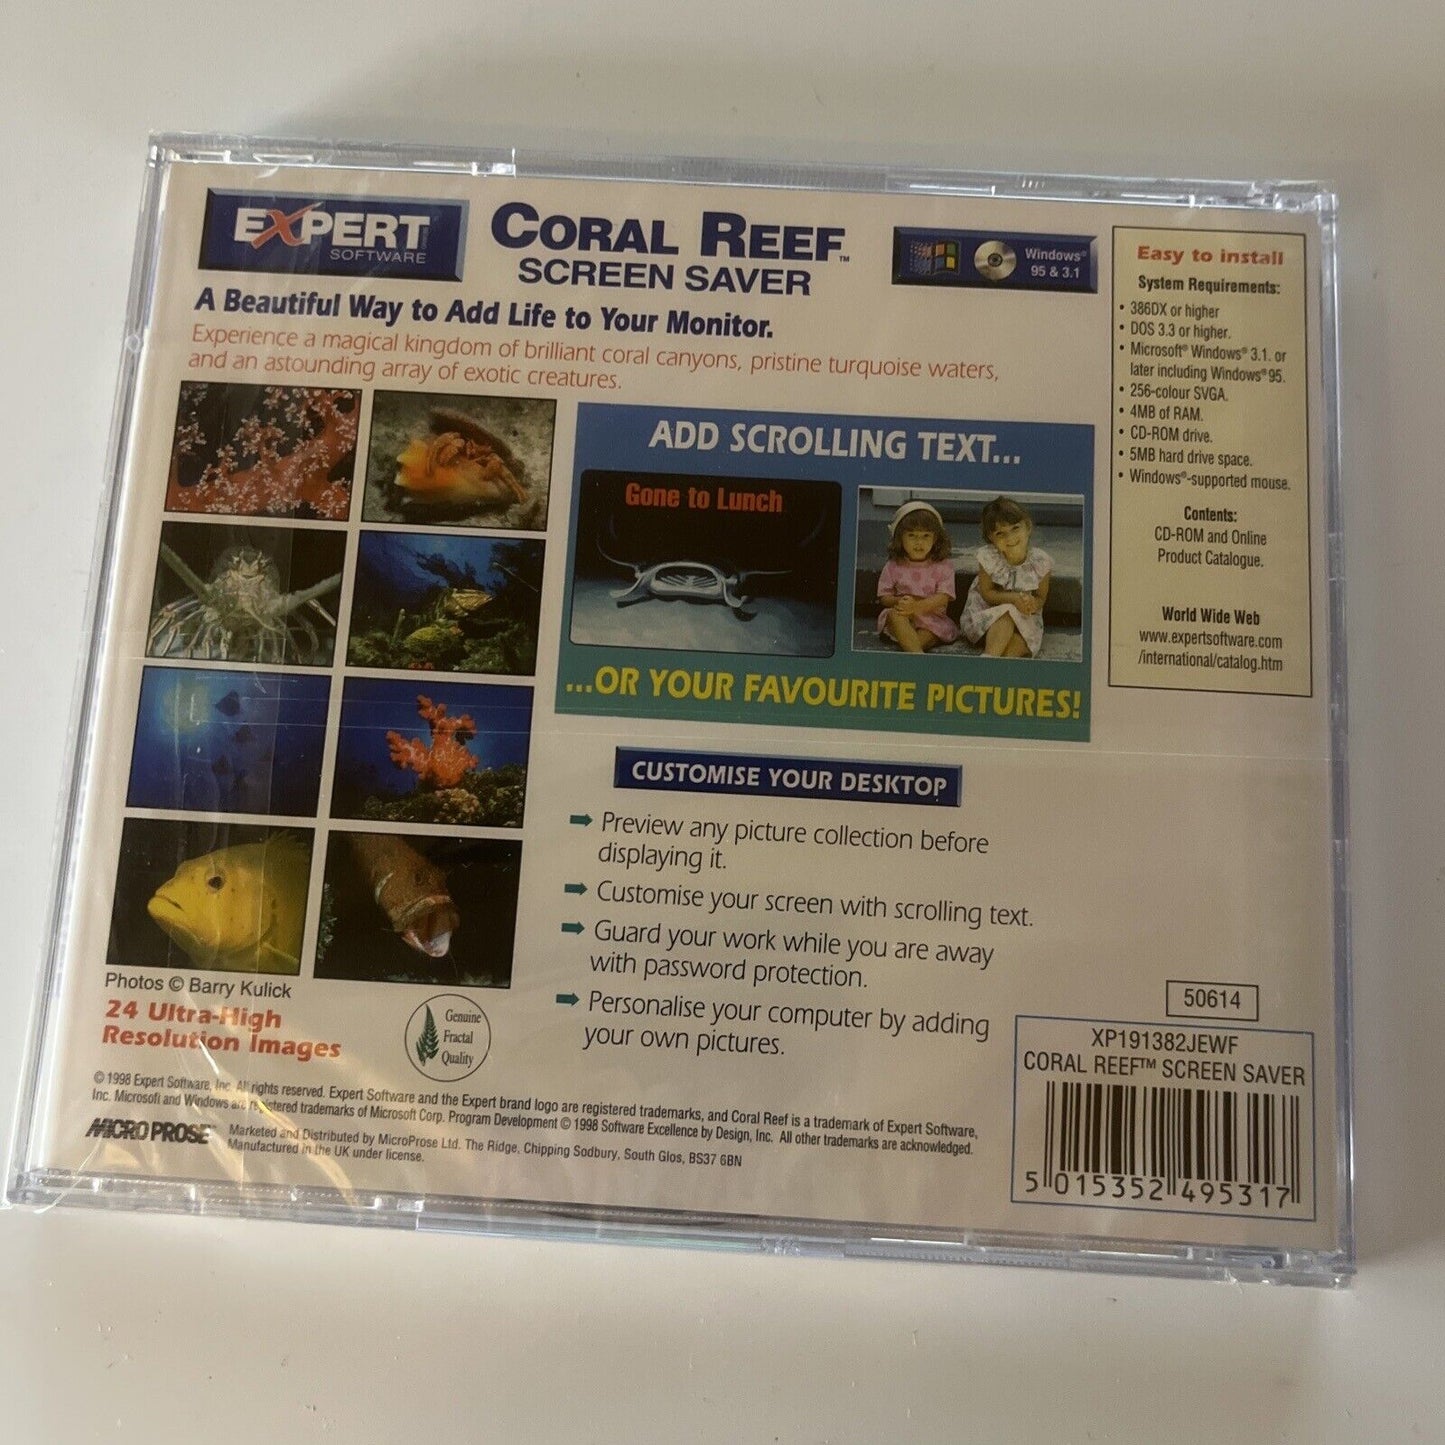 EXPERT
SOFTWARE
CORAL REEF™
SCREEN SAVER
Windows®
95 & 3.1
A Beautiful Way to Add Life to Your Monitor.
Experience a magical kingdom of brilliant coral canyons, pristine turquoise waters,
and an astounding array of exotic creatures.
Easy to install
System Requirements:
• 386DX or higher
• DOS 3.3 or higher.
• Microsoft® Windows® 3.1. or
later including Windows® 95.
• 256-colour SVGA.
• 4MB of RAM.
• CD-ROM drive.
• 5MB hard drive space.
• Windows®-supported mouse.
Contents:
CD-ROM and Online
Product Catalogue.
World Wide Web
www.expertsoftware.com
/international/catalog.htm
ADD SCROLLING TEXT...
Gone to Lunch
...OR YOUR FAVOURITE PICTURES!
CUSTOMISE YOUR DESKTOP
➡ Preview any picture collection before
displaying it.
➡ Customise your screen with scrolling text.
➡ Guard your work while you are away
with password protection.
➡ Personalise your computer by adding
your own pictures.
Photos © Barry Kulick
24 Ultra-High
Resolution Images
Genuine
Fractal
Quality
50614
XP191382JEWF
CORAL REEF™ SCREEN SAVER
5 015352 495317
© 1998 Expert Software, Inc. All rights reserved. Expert Software and the Expert brand logo are registered trademarks, and Coral Reef is a trademark of Expert Software,
Inc. Microsoft and Windows are registered trademarks of Microsoft Corp. Program Development © 1998 Software Excellence by Design, Inc. All other trademarks are acknowledged.
MICROPROSE™
Marketed and Distributed by MicroProse Ltd. The Ridge, Chipping Sodbury, South Glos, BS37 6BN
Manufactured in the UK under license.